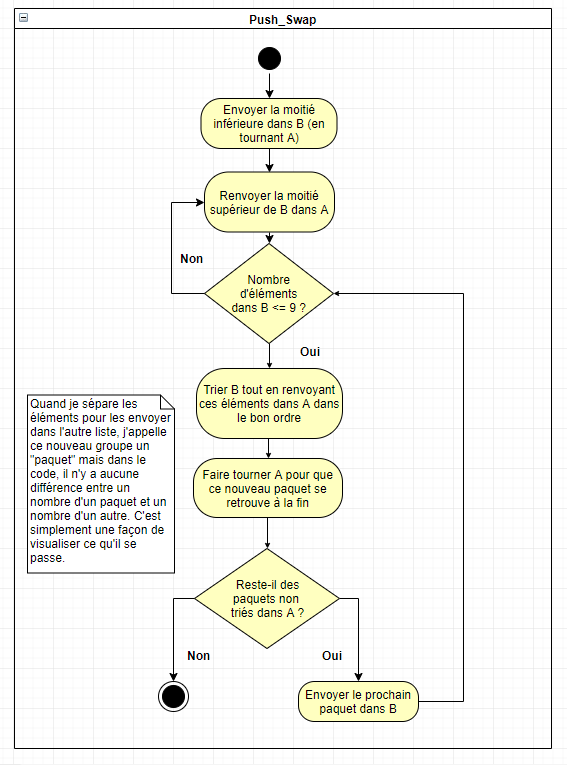 Push_Swap
Envoyer la moitié
inférieure dans B (en
tournant A)
Renvoyer la moitié
supérieur de B dans A
Non
Nombre
d'éléments
dans B <= 9 ?
Oui
Trier B tout en renvoyant
ces éléments dans A dans
le bon ordre
Quand je sépare les
éléments pour les envoyer
dans l'autre liste, j'appelle
ce nouveau groupe un
"paquet" mais dans le
code, il n'y a aucune
différence entre un
nombre d'un paquet et un
nombre d'un autre. C'est
simplement une façon de
visualiser ce qu'il se
passe.
Faire tourner A pour que
ce nouveau paquet se
retrouve à la fin
Reste-il des
paquets non
triés dans A ?
Non
Oui
Envoyer le prochain
paquet dans B